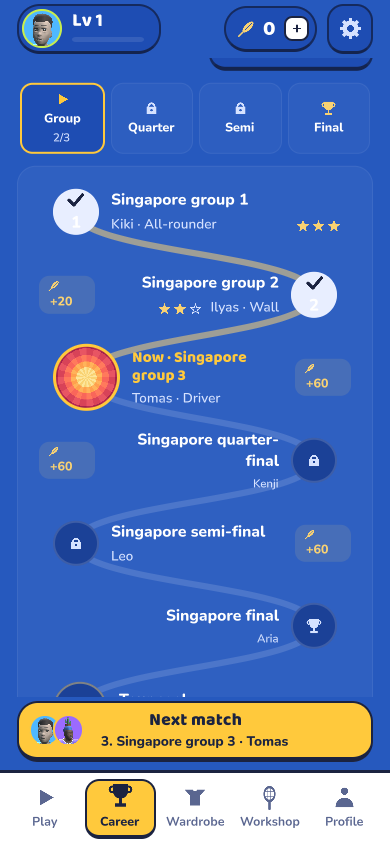 Lv 1
0 +
Group
2/3
Quarter
Semi
Final
Singapore group 1
1
Kiki · All-rounder
Singapore group 2
+20
2
Ilyas · Wall
Now · Singapore
group 3
+60
Tomas · Driver
Singapore quarter-
final
+60
Kenji
Singapore semi-final
+60
Leo
Singapore final
Aria
Next match
3. Singapore group 3 · Tomas
Play
Career
Wardrobe
Workshop
Profile